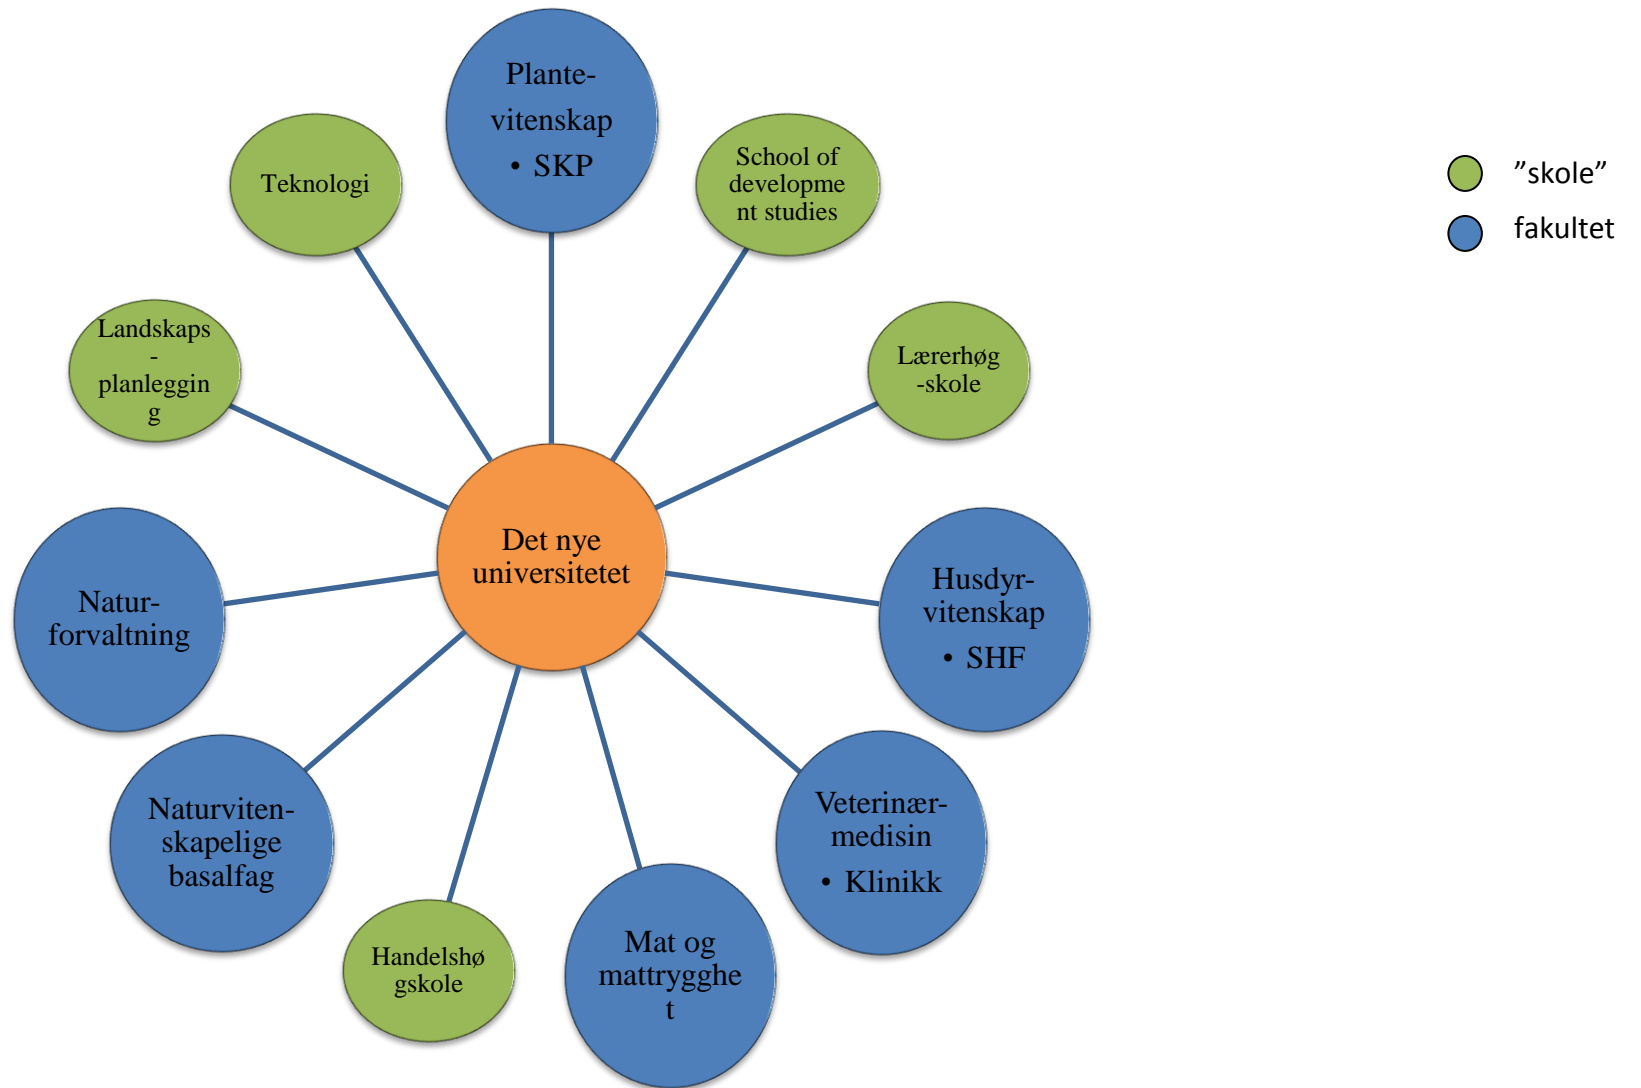 Plante-
vitenskap
• SKP
School of
developme
nt studies
Teknologi
Landskaps
-
planleggin
g
Lærerhøg
-skole
Det nye
universitetet
Natur-
forvaltning
Husdyr-
vitenskap
• SHF
Naturviten-
skapelige
basalfag
Veterinær-
medisin
• Klinikk
Handelshø
gskole
Mat og
mattrygghe
t
”skole”
fakultet